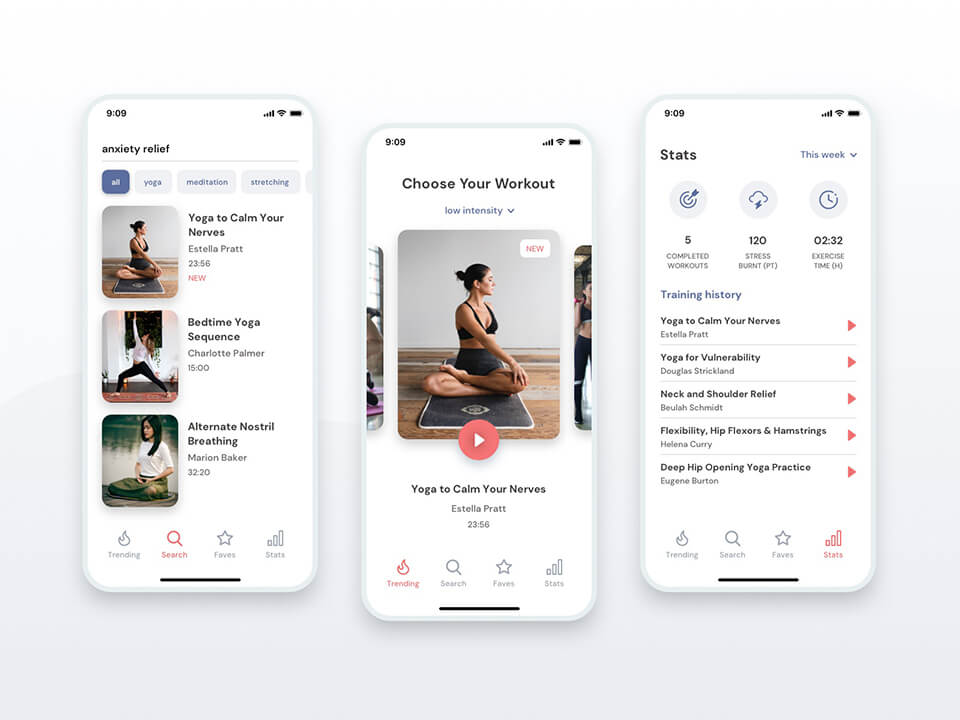 9:09
anxiety relief
all yoga meditation stretching
Yoga to Calm Your
Nerves
Estella Pratt
23:56
NEW
Bedtime Yoga
Sequence
Charlotte Palmer
15:00
Alternate Nostril
Breathing
Marion Baker
32:20
Trending Search Faves Stats
9:09
Choose Your Workout
low intensity
NEW
Yoga to Calm Your Nerves
Estella Pratt
23:56
Trending Search Faves Stats
9:09
Stats This week
5 120 02:32
COMPLETED STRESS EXERCISE
WORKOUTS BURNT (PT) TIME (H)
Training history
Yoga to Calm Your Nerves
Estella Pratt
Yoga for Vulnerability
Douglas Strickland
Neck and Shoulder Relief
Beulah Schmidt
Flexibility, Hip Flexors & Hamstrings
Helena Curry
Deep Hip Opening Yoga Practice
Eugene Burton
Trending Search Faves Stats